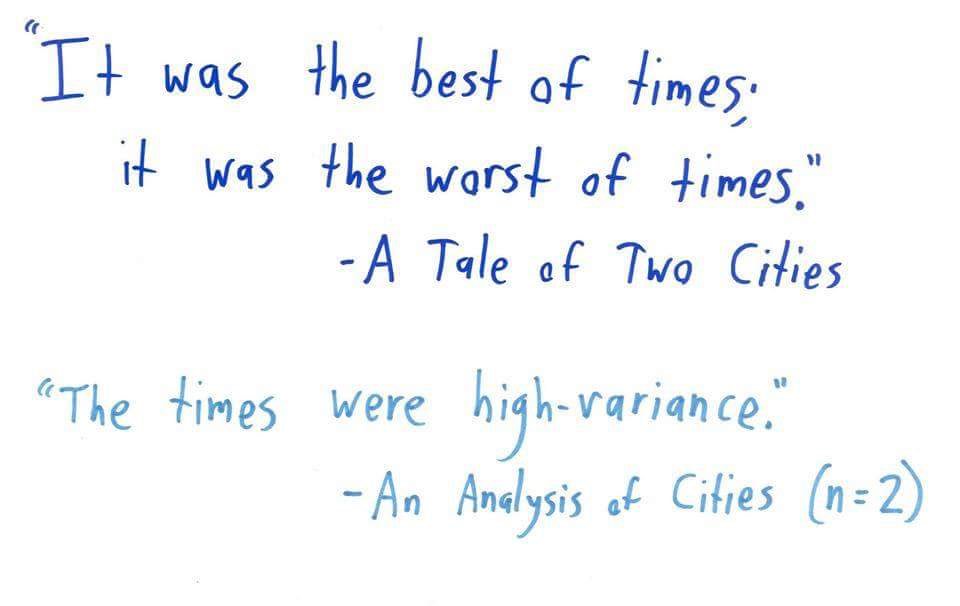 "It was the best of times;
it was the worst of times."
-A Tale of Two Cities
"The times were high-variance."
-An Analysis of Cities (n=2)